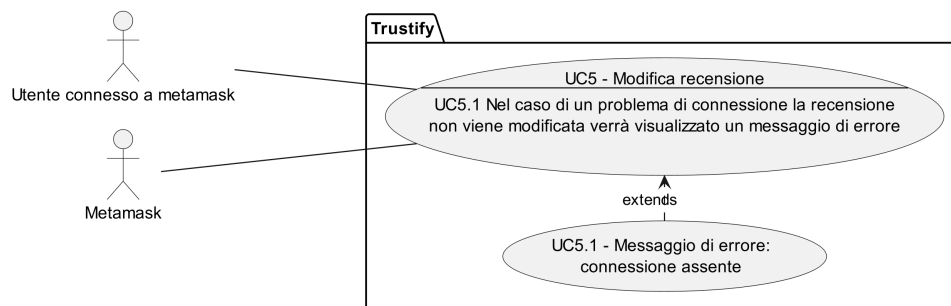 Trustify
Utente connesso a metamask
Metamask
UC5 - Modifica recensione
UC5.1 Nel caso di un problema di connessione la recensione
non viene modificata verrà visualizzato un messaggio di errore
extends
UC5.1 - Messaggio di errore:
connessione assente